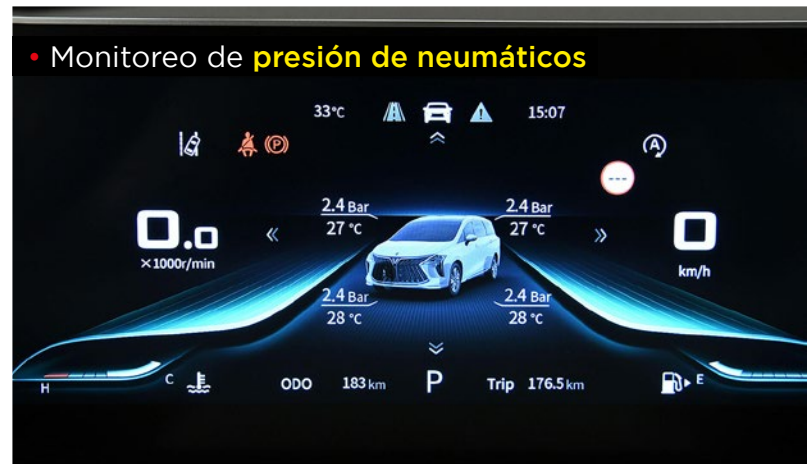 • Monitoreo de presión de neumáticos
33°C 15:07
P A
---
2.4 Bar 2.4 Bar
27 °C 27 °C
0.0 0
×1000r/min km/h
2.4 Bar 2.4 Bar
28 °C 28 °C
H C ODO 183 km P Trip 176.5 km E